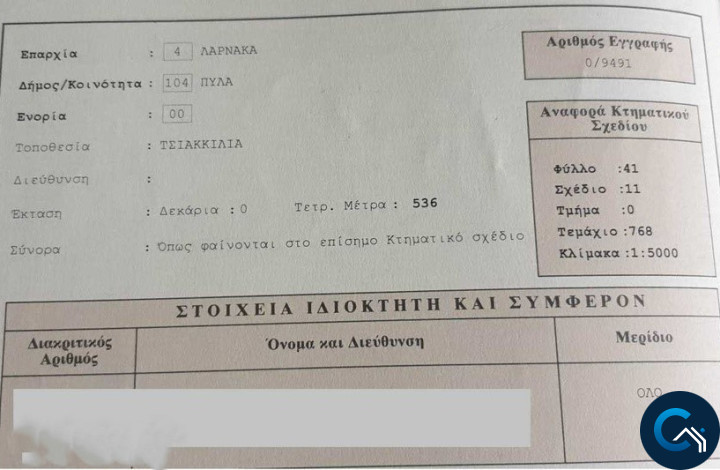 Επαρχία : 4 ΛΑΡΝΑΚΑ
Δήμος/Κοινότητα : 104 ΠΥΛΑ
Ενορία : 00
Τοποθεσία : ΤΣΙΑΚΚΙΛΙΑ
Διεύθυνση :
Έκταση : Δεκάρια : 0 Τετρ. Μέτρα : 536
Σύνορα : Όπως φαίνονται στο επίσημο Κτηματικό σχέδιο
Αριθμός Εγγραφής
0/9491
Αναφορά Κτηματικού
Σχεδίου
Φύλλο :41
Σχέδιο :11
Τμήμα :0
Τεμάχιο :768
Κλίμακα :1:5000
ΣΤΟΙΧΕΙΑ ΙΔΙΟΚΤΗΤΗ ΚΑΙ ΣΥΜΦΕΡΟΝ
Διακριτικός
Αριθμός
Όνομα και Διεύθυνση
Μερίδιο
ΟΛΟ